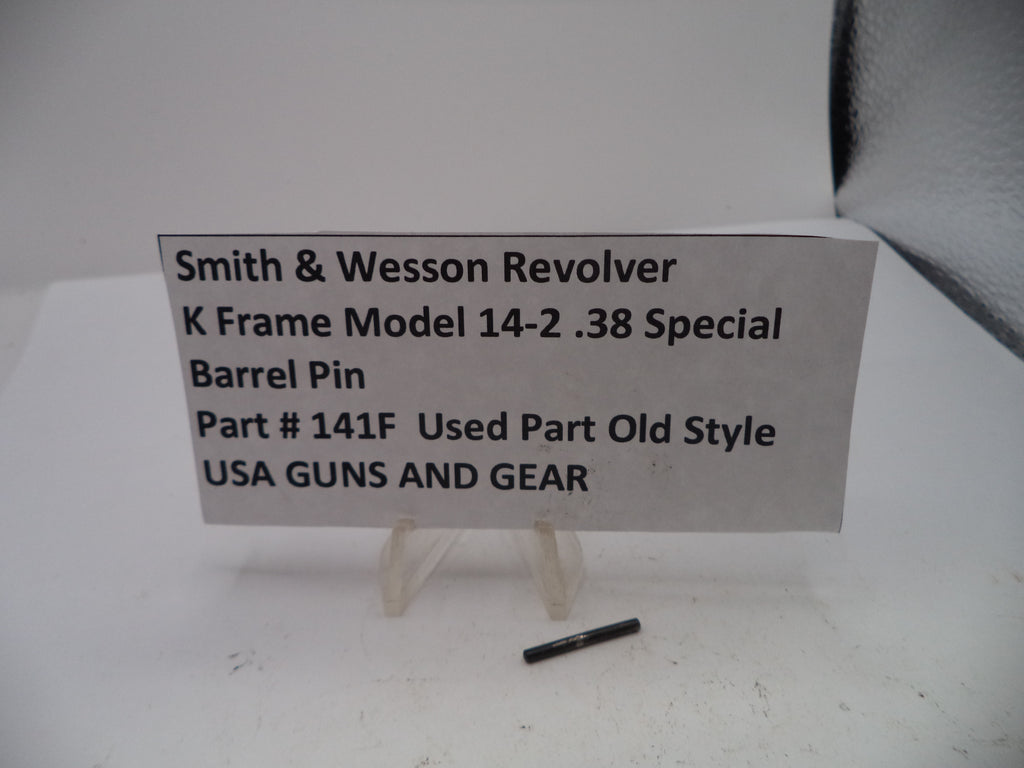 Smith & Wesson Revolver
K Frame Model 14-2 .38 Special
Barrel Pin
Part # 141F  Used Part Old Style
USA GUNS AND GEAR